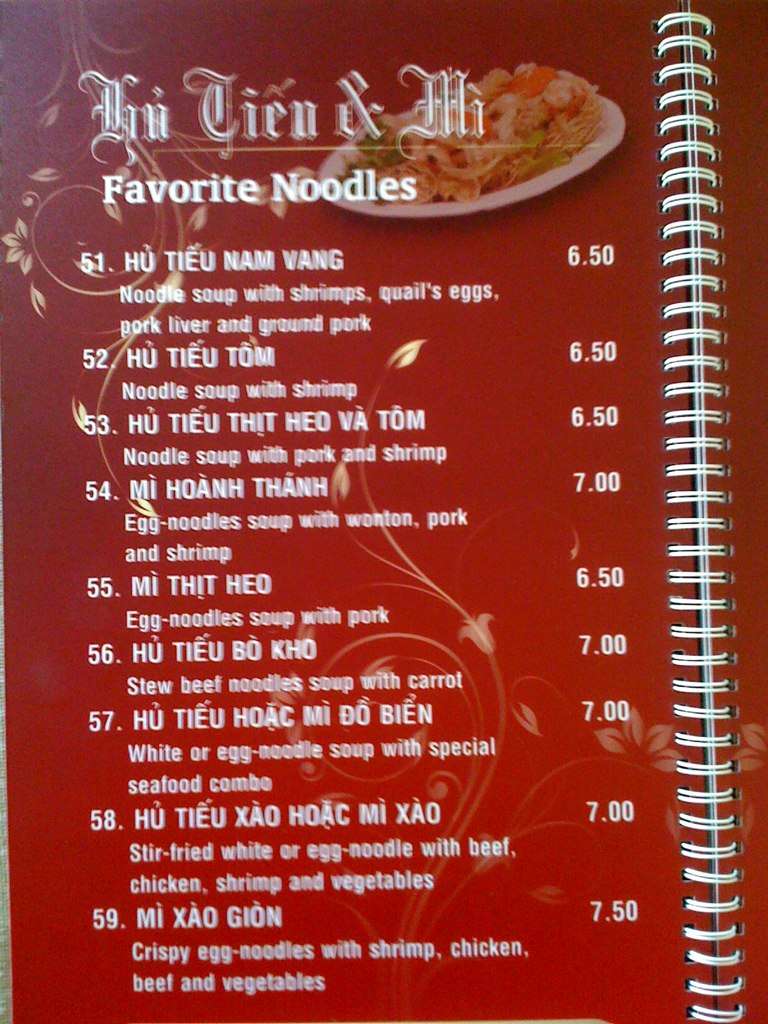 Hủ Tiếu & Mì
Favorite Noodles
51. HỦ TIẾU NAM VANG 6.50
Noodle soup with shrimps, quail's eggs,
pork liver and ground pork
52. HỦ TIẾU TÔM 6.50
Noodle soup with shrimp
53. HỦ TIẾU THỊT HEO VÀ TÔM 6.50
Noodle soup with pork and shrimp
54. MÌ HOÀNH THÁNH 7.00
Egg-noodles soup with wonton, pork
and shrimp
55. MÌ THỊT HEO 6.50
Egg-noodles soup with pork
56. HỦ TIẾU BÒ KHO 7.00
Stew beef noodles soup with carrot
57. HỦ TIẾU HOẶC MÌ ĐỒ BIỂN 7.00
White or egg-noodle soup with special
seafood combo
58. HỦ TIẾU XÀO HOẶC MÌ XÀO 7.00
Stir-fried white or egg-noodle with beef,
chicken, shrimp and vegetables
59. MÌ XÀO GIÒN 7.50
Crispy egg-noodles with shrimp, chicken,
beef and vegetables